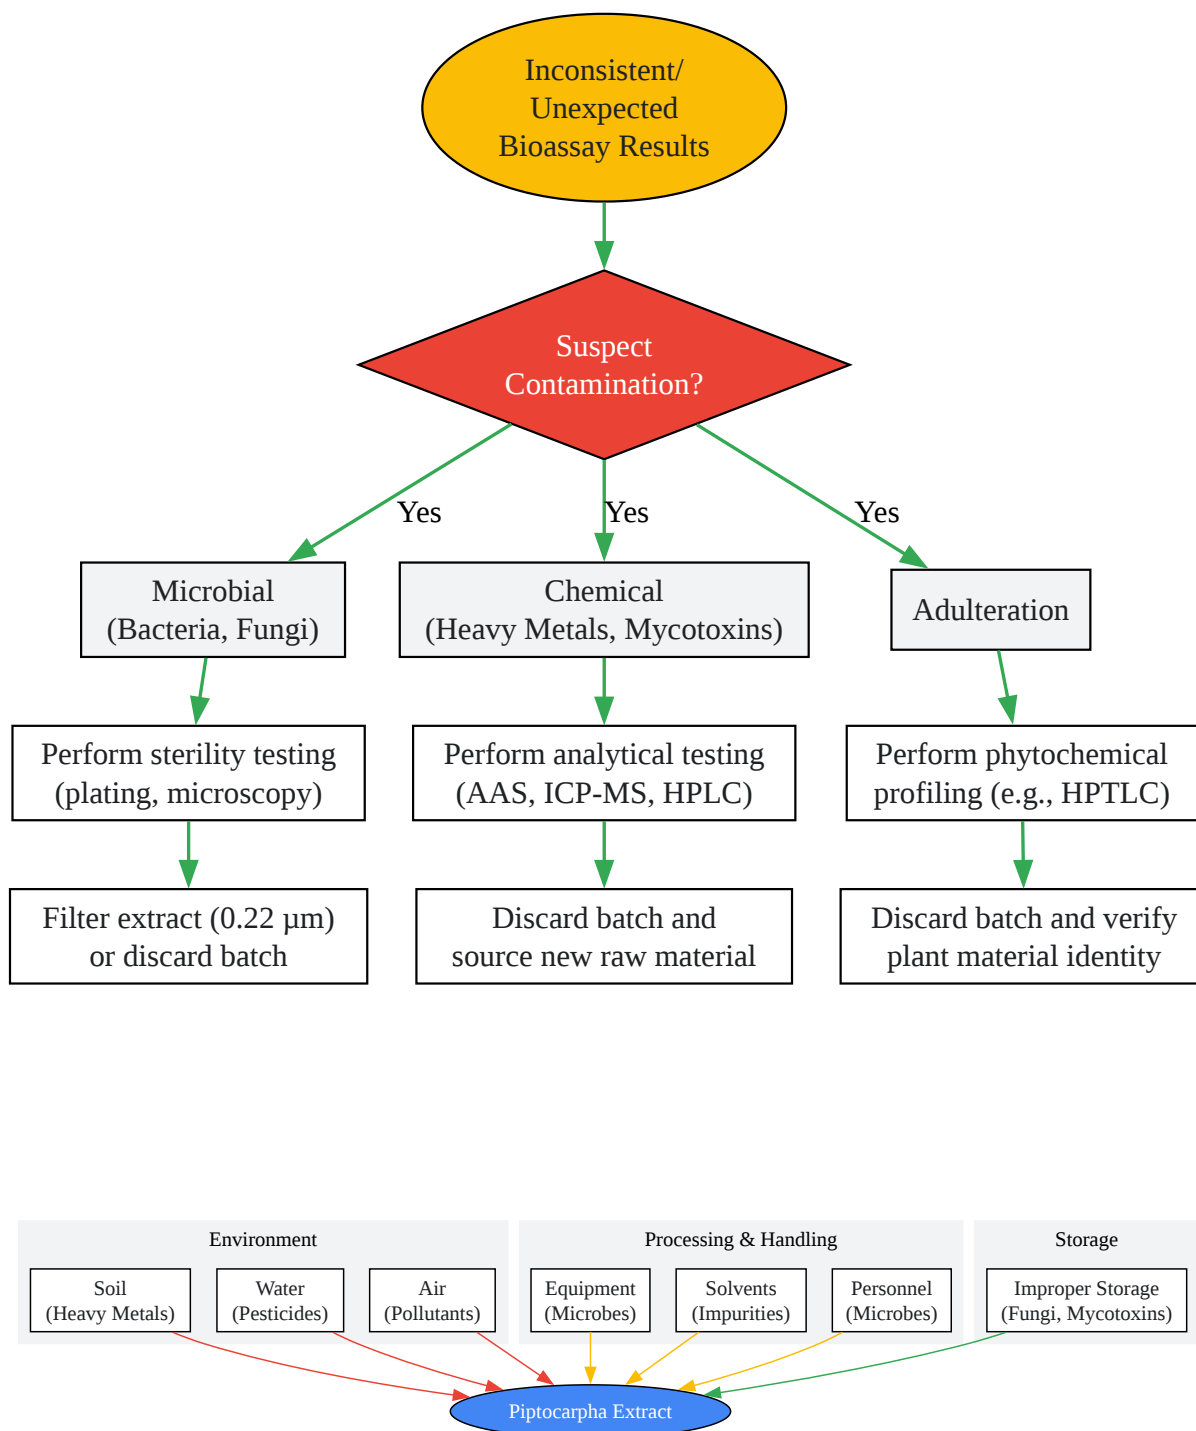 Inconsistent/
Unexpected
Bioassay Results
Suspect
Contamination?
Yes
Yes
Yes
Microbial
(Bacteria, Fungi)
Chemical
(Heavy Metals, Mycotoxins)
Adulteration
Perform sterility testing
(plating, microscopy)
Perform analytical testing
(AAS, ICP-MS, HPLC)
Perform phytochemical
profiling (e.g., HPTLC)
Filter extract (0.22 µm)
or discard batch
Discard batch and
source new raw material
Discard batch and verify
plant material identity
Environment
Processing & Handling
Storage
Soil
(Heavy Metals)
Water
(Pesticides)
Air
(Pollutants)
Equipment
(Microbes)
Solvents
(Impurities)
Personnel
(Microbes)
Improper Storage
(Fungi, Mycotoxins)
Piptocarpha Extract